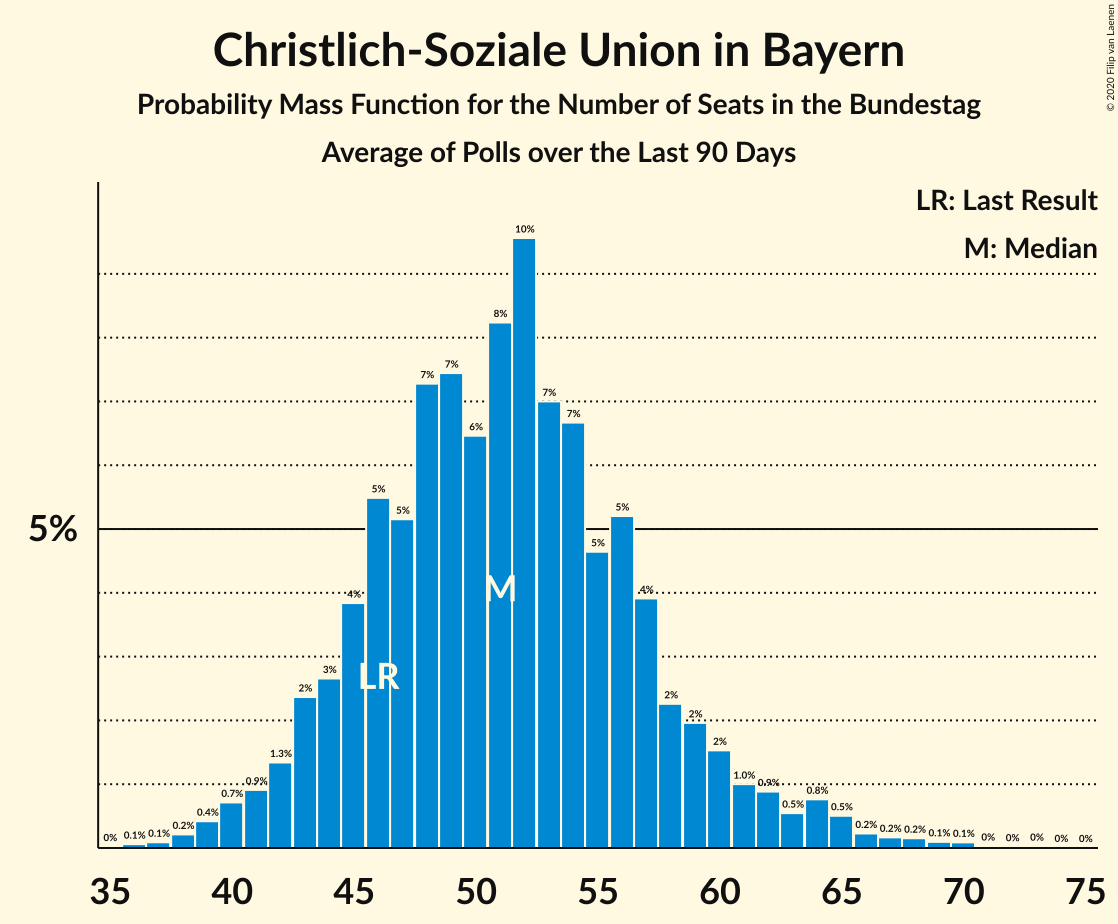 Christlich-Soziale Union in Bayern
Probability Mass Function for the Number of Seats in the Bundestag
Average of Polls over the Last 90 Days
© 2020 Filip van Laenen
LR: Last Result
M: Median
5%
0% 0.1% 0.1% 0.2% 0.4% 0.7% 0.9% 1.3% 2% 3% 4% 5% 5% 7% 7% 6% 8% 10% 7% 7% 5% 5% 4% 2% 2% 2% 1.0% 0.9% 0.5% 0.8% 0.5% 0.2% 0.2% 0.2% 0.1% 0.1% 0% 0% 0% 0% 0%
M
LR
35 40 45 50 55 60 65 70 75